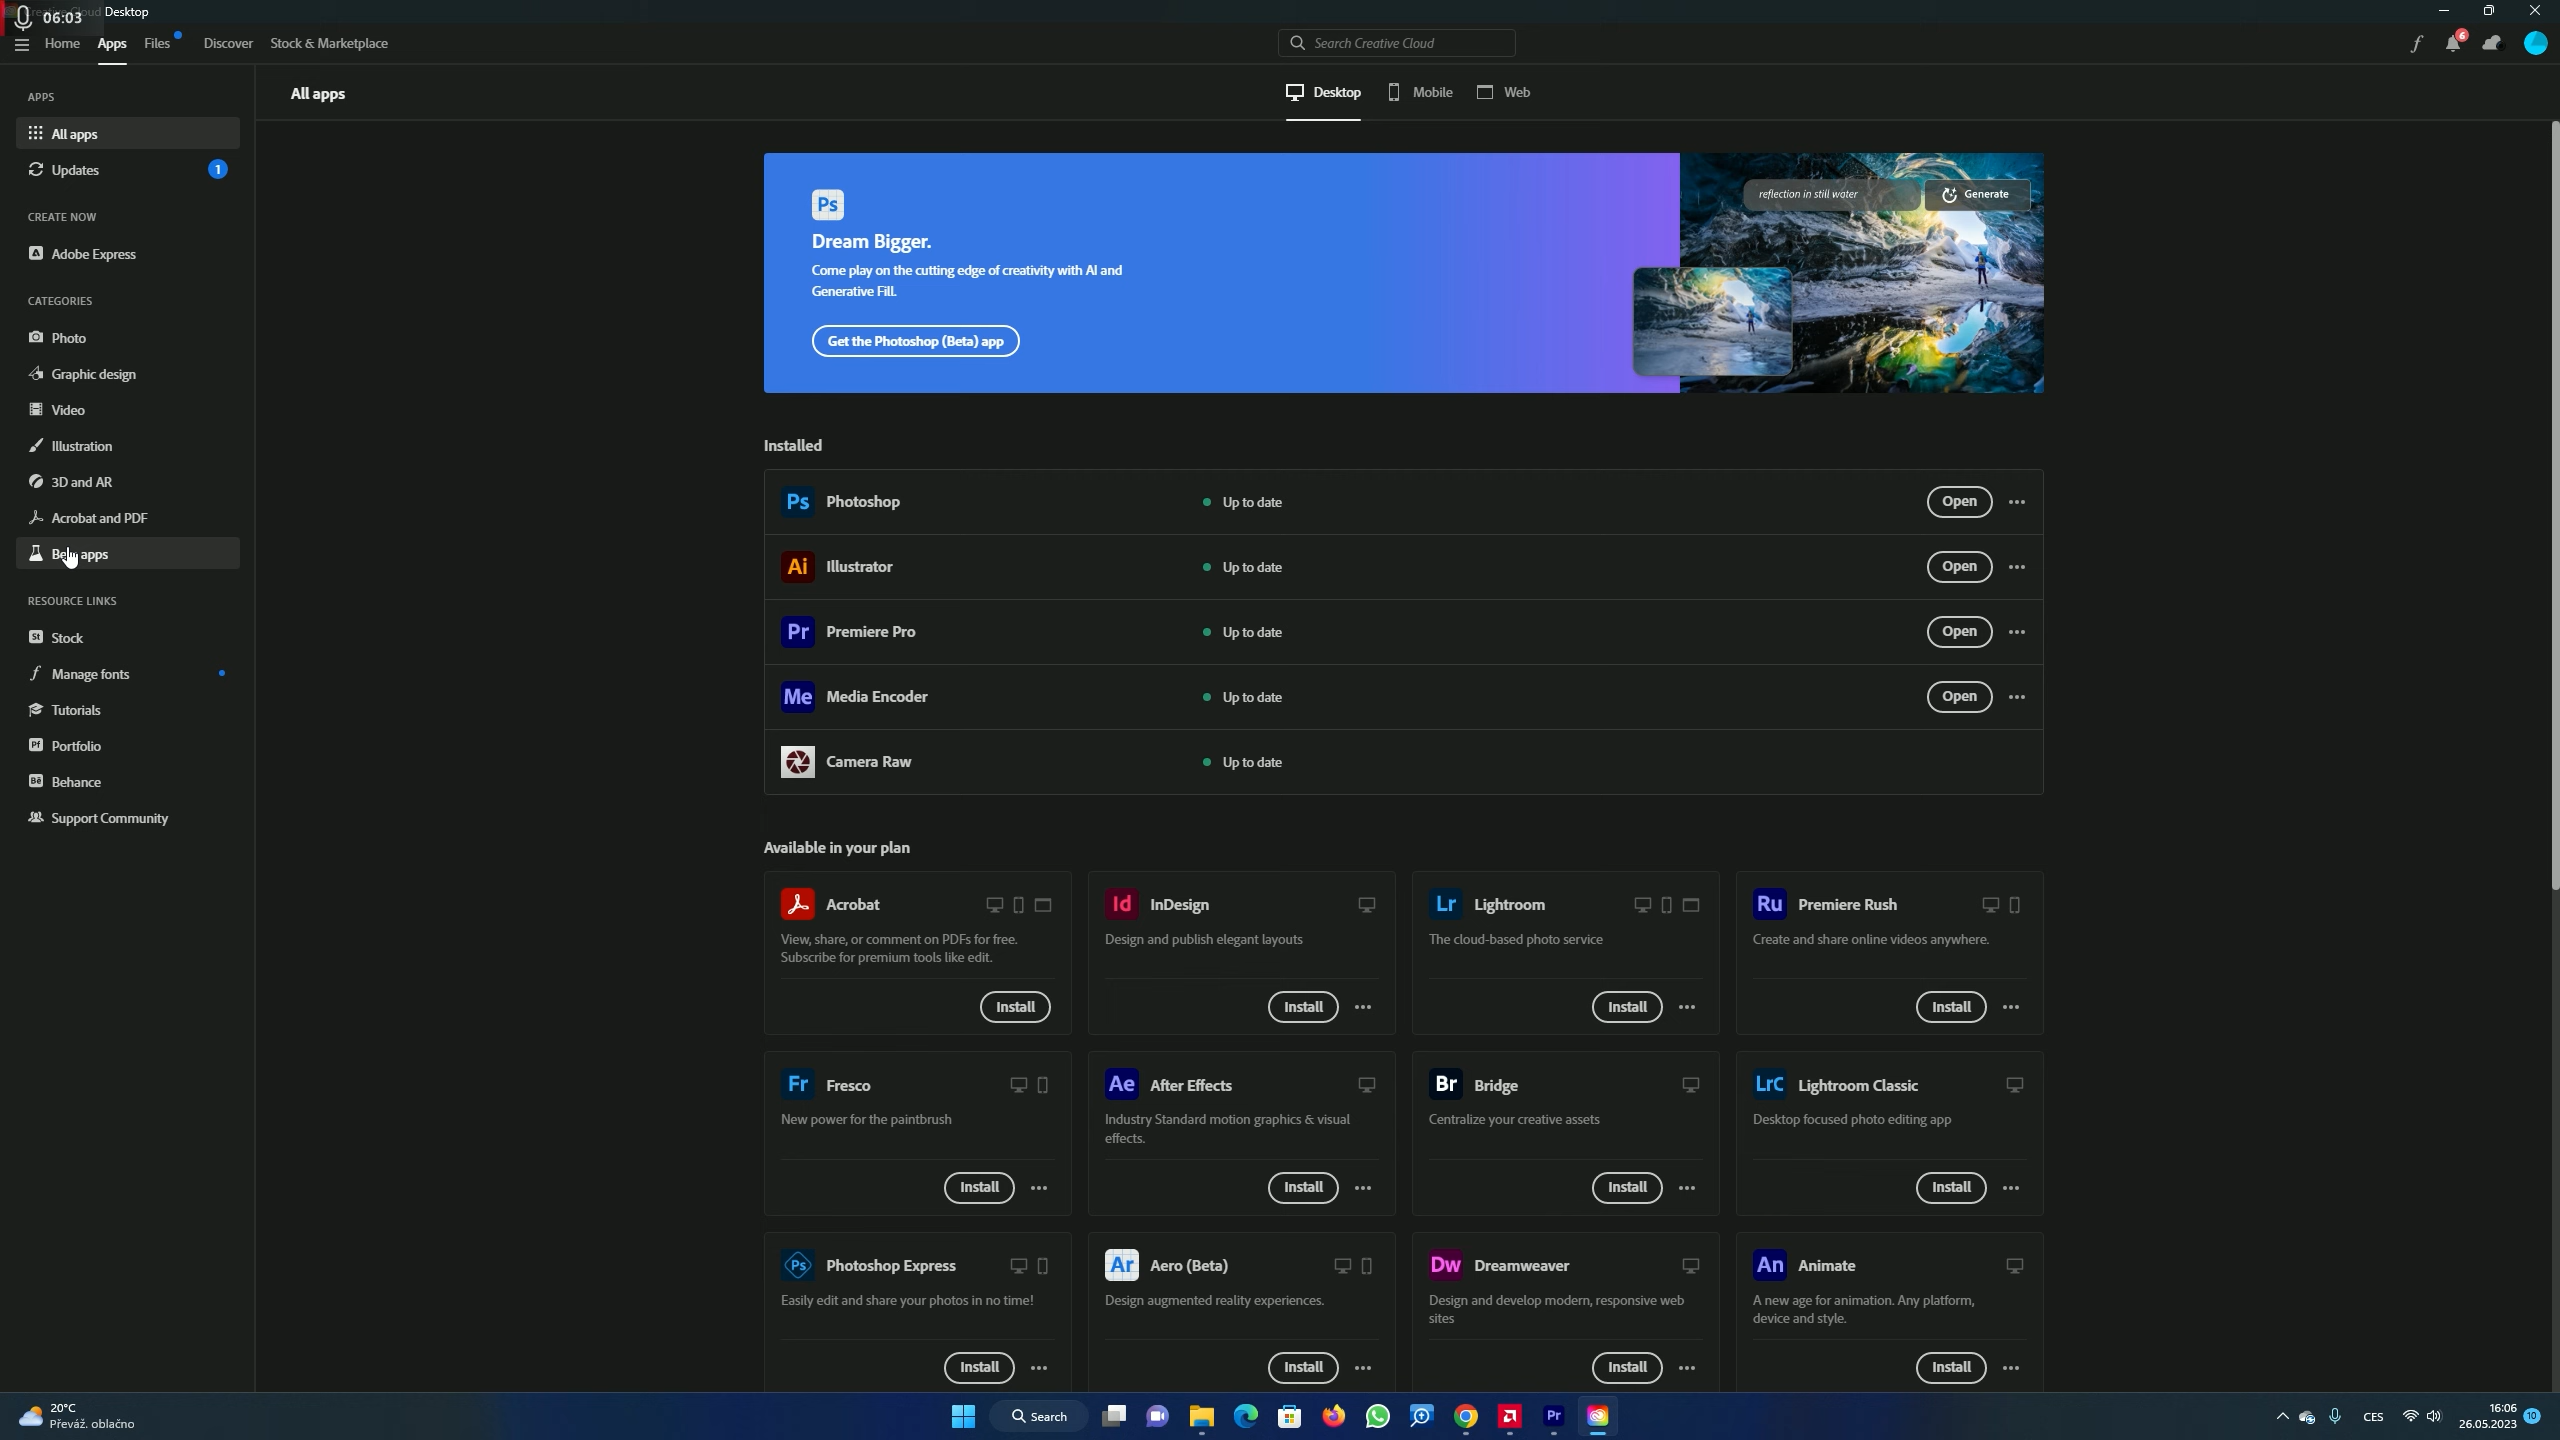 06:03
Creative Cloud Desktop
Home Apps Files Discover Stock & Marketplace
Search Creative Cloud
6
APPS
All apps
Updates 1
CREATE NOW
Adobe Express
CATEGORIES
Photo
Graphic design
Video
Illustration
3D and AR
Acrobat and PDF
apps
RESOURCE LINKS
St Stock
Manage fonts
Tutorials
Pf Portfolio
Bē Behance
Support Community
All apps
Desktop Mobile Web
Ps
Dream Bigger.
Come play on the cutting edge of creativity with AI and
Generative Fill.
Get the Photoshop (Beta) app
reflection in still water Generate
Installed
Ps Photoshop Up to date Open
Ai Illustrator Up to date Open
Pr Premiere Pro Up to date Open
Me Media Encoder Up to date Open
Camera Raw Up to date
Available in your plan
Acrobat
View, share, or comment on PDFs for free.
Subscribe for premium tools like edit.
Install
Id InDesign
Design and publish elegant layouts
Install
Lr Lightroom
The cloud-based photo service
Install
Ru Premiere Rush
Create and share online videos anywhere.
Install
Fr Fresco
New power for the paintbrush
Install
Ae After Effects
Industry Standard motion graphics & visual
effects.
Install
Br Bridge
Centralize your creative assets
Install
LrC Lightroom Classic
Desktop focused photo editing app
Install
Ps Photoshop Express
Easily edit and share your photos in no time!
Install
Ar Aero (Beta)
Design augmented reality experiences.
Install
Dw Dreamweaver
Design and develop modern, responsive web
sites
Install
An Animate
A new age for animation. Any platform,
device and style.
Install
20°C
Převáž. oblačno
Search
Pr
CES
16:06
26.05.2023
10